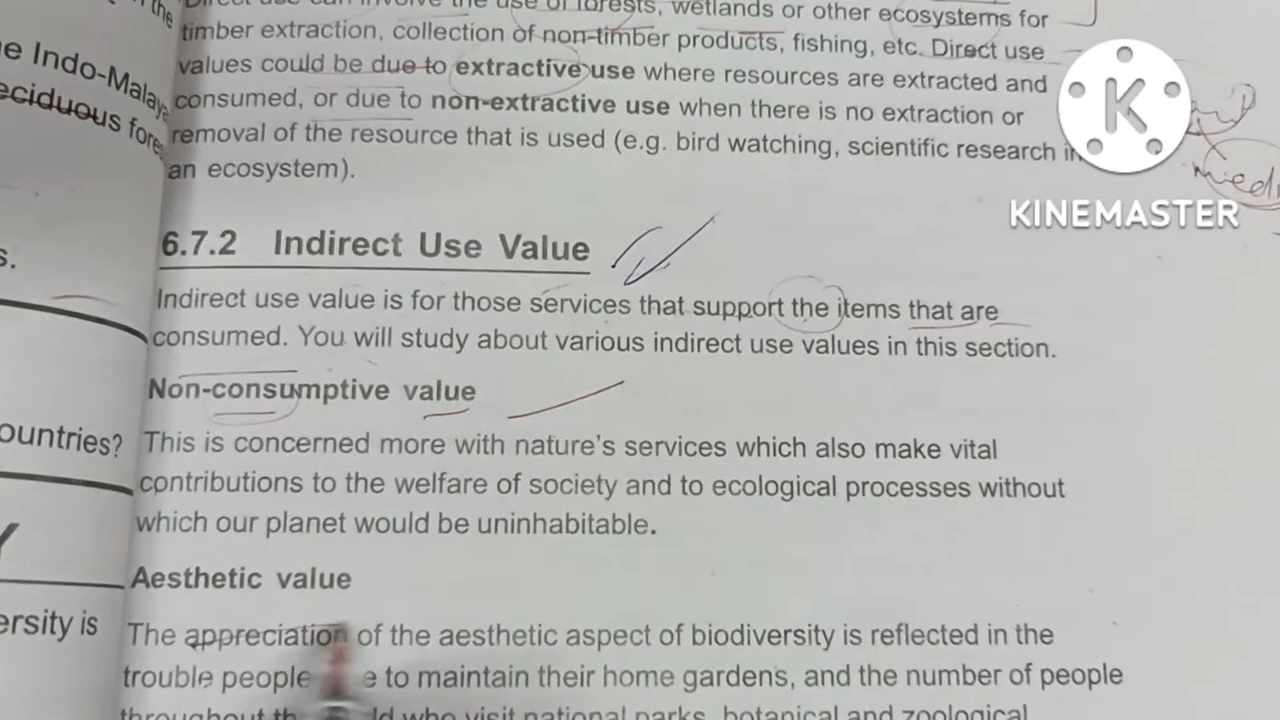 Direct use can involve the use of forests, wetlands or other ecosystems for
timber extraction, collection of non-timber products, fishing, etc. Direct use
values could be due to extractive use where resources are extracted and
consumed, or due to non-extractive use when there is no extraction or
removal of the resource that is used (e.g. bird watching, scientific research in
an ecosystem).
6.7.2 Indirect Use Value
Indirect use value is for those services that support the items that are
consumed. You will study about various indirect use values in this section.
Non-consumptive value
This is concerned more with nature's services which also make vital
contributions to the welfare of society and to ecological processes without
which our planet would be uninhabitable.
Aesthetic value
The appreciation of the aesthetic aspect of biodiversity is reflected in the
trouble people to maintain their home gardens, and the number of people
throughout who visit national parks, botanical and zoological
the
Indo-Malay
eciduous
s.
ountries?
ersity is
K
KINEMASTER